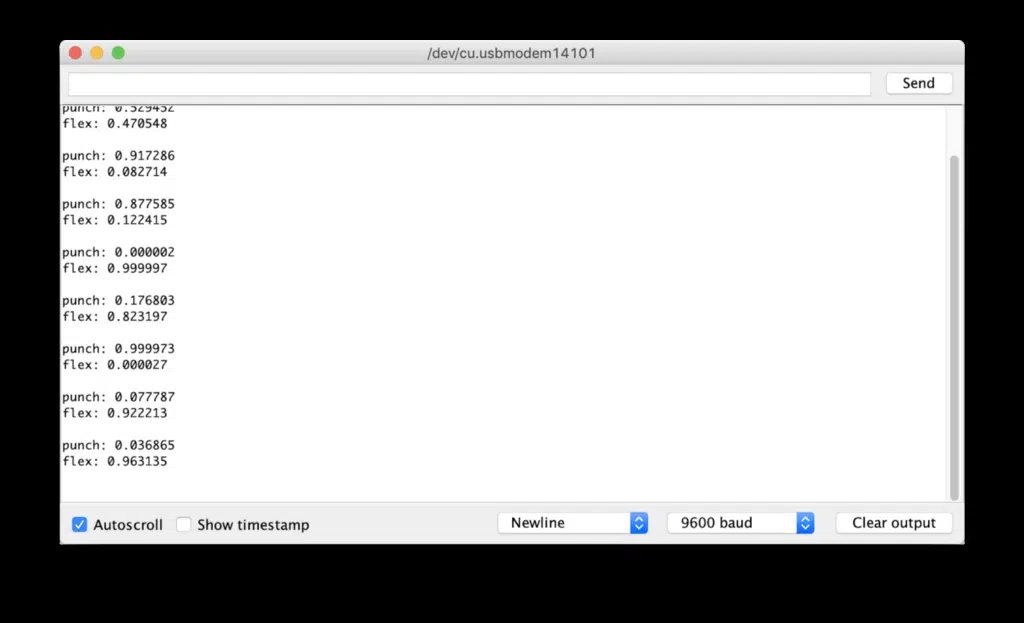 /dev/cu.usbmodem14101
Send
punch: 0.529452
flex: 0.470548
punch: 0.917286
flex: 0.082714
punch: 0.877585
flex: 0.122415
punch: 0.000002
flex: 0.999997
punch: 0.176803
flex: 0.823197
punch: 0.999973
flex: 0.000027
punch: 0.077787
flex: 0.922213
punch: 0.036865
flex: 0.963135
Autoscroll Show timestamp Newline 9600 baud Clear output